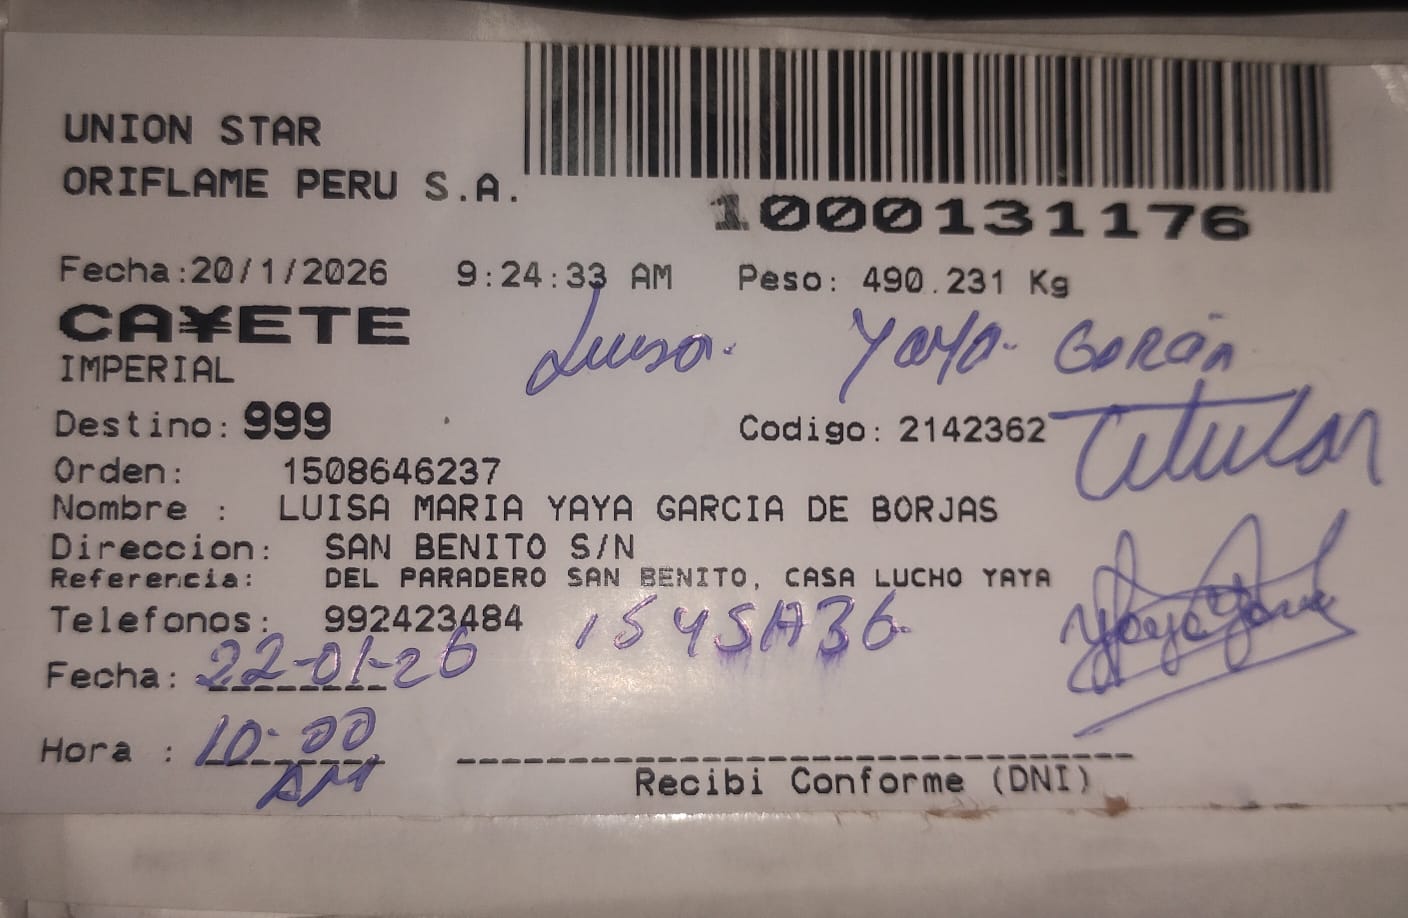 UNION STAR
ORIFLAME PERU S.A.
1000131176
Fecha:20/1/2026 9:24:33 AM Peso: 490.231 Kg
CA¥ETE
IMPERIAL
Luisa. Yaya Garcia
Destino: 999 Codigo: 2142362
Titular
Orden: 1508646237
Nombre : LUISA MARIA YAYA GARCIA DE BORJAS
Direccion: SAN BENITO S/N
Referencia: DEL PARADERO SAN BENITO, CASA LUCHO YAYA
Telefonos: 992423484
Fecha: 22-01-26
Hora : 10:00
AM
Recibi Conforme (DNI)